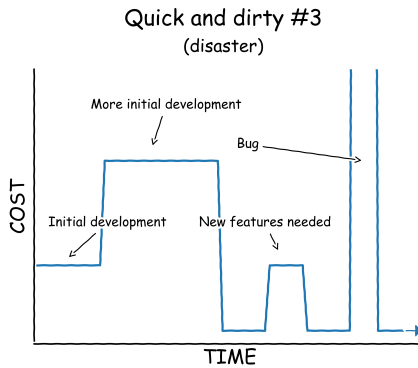 Quick and dirty #3
(disaster)
More initial development
Bug
Initial development
New features needed
COST
TIME